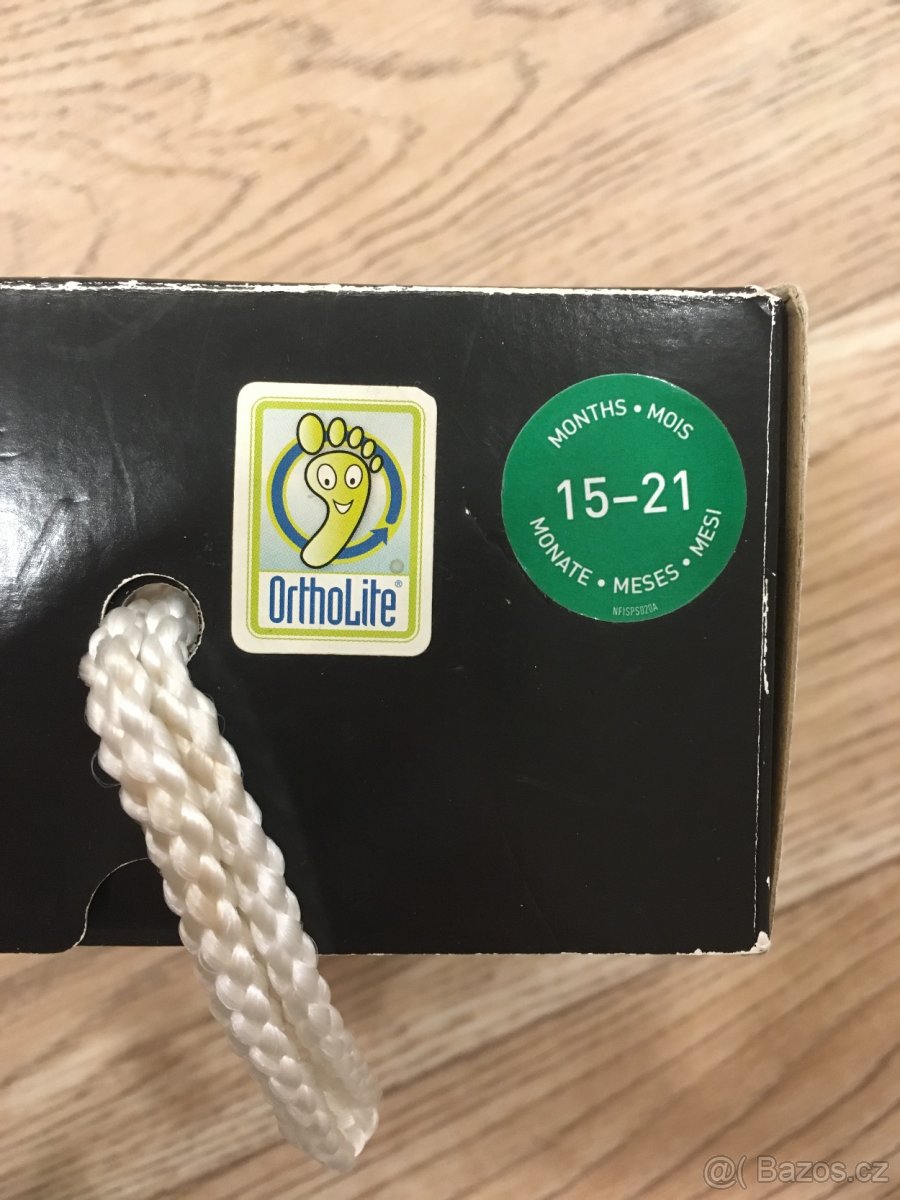 OrthoLite®
MONTHS • MOIS
15–21
MONATE • MESES • MESI
NFISPS020A
@( Bazos.cz